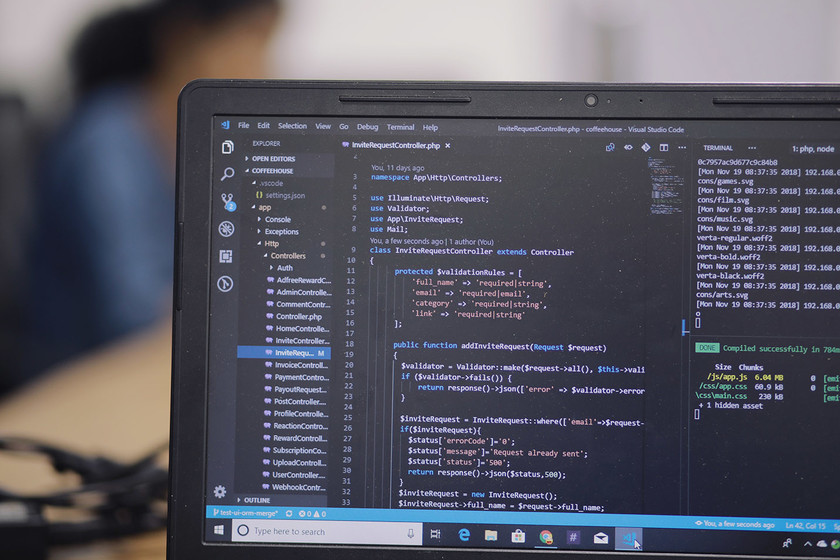 File Edit Selection View Go Debug Terminal Help
InviteRequestController.php - coffeehouse - Visual Studio Code
EXPLORER
OPEN EDITORS
COFFEEHOUSE
.vscode
settings.json
app
Console
Exceptions
Http
Controllers
Auth
AdfreeRewardC...
AdminControlle...
CommentContr...
Controller.php
HomeControlle...
InviteController...
InviteRequ... M
InvoiceControll...
PaymentContro...
PayoutRequest...
PostController....
ProfileControlle...
ReactionContro...
RewardControll...
SubscriptionCo...
UploadControll...
UserController....
WebhookContr...
OUTLINE
InviteRequestController.php ×
2
You, 11 days ago
3 namespace App\Http\Controllers;
4
5 use Illuminate\Http\Request;
6 use Validator;
7 use App\InviteRequest;
8 use Mail;
You, a few seconds ago | 1 author (You)
9 class InviteRequestController extends Controller
10 {
11 protected $validationRules = [
12 'full_name' => 'required|string',
13 'email' => 'required|email',
14 'category' => 'required|string',
15 'link' => 'required|string'
16 ];
17
18 public function addInviteRequest(Request $request)
19 {
20 $validator = Validator::make($request->all(), $this->vali
21 if ($validator->fails()) {
22 return response()->json(['error' => $validator->error
23 }
24
25 $inviteRequest = InviteRequest::where(['email'=>$request-
26 if($inviteRequest){
27 $status['errorCode']='0';
28 $status['message']='Request already sent';
29 $status['status']='500';
30 return response()->json($status,500);
31 }
32 $inviteRequest = new InviteRequest();
33 $inviteRequest->full_name = $request->full_name;
TERMINAL ... 1: php, node
0c7957ac9d677c9c84b8
[Mon Nov 19 08:37:35 2018] 192.168.0
cons/games.svg
[Mon Nov 19 08:37:35 2018] 192.168.
cons/film.svg
[Mon Nov 19 08:37:35 2018] 192.168.
cons/music.svg
[Mon Nov 19 08:37:35 2018] 192.168.
verta-regular.woff2
[Mon Nov 19 08:37:35 2018] 192.168.
verta-bold.woff2
[Mon Nov 19 08:37:35 2018] 192.168.
verta-black.woff2
[Mon Nov 19 08:37:35 2018] 192.168.
cons/arts.svg
[Mon Nov 19 08:37:35 2018] 192.168.0
o
DONE Compiled successfully in 784m
Size Chunks
/js/app.js 6.04 MB 0 [emi
/css/app.css 60.9 kB 0 [emi
\css\main.css 230 kB [emi
+ 1 hidden asset
test-ui-orm-merge* 0 0 You, a few seconds ago Ln 42, Col 15
Type here to search